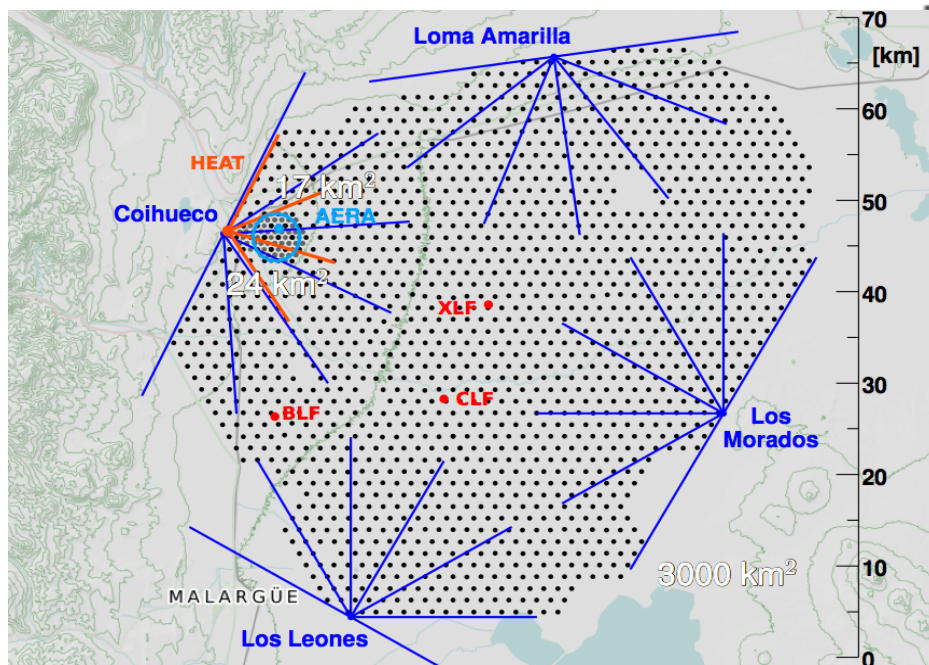 70
[km]
Loma Amarilla
60
HEAT
17 km²
50
Coihueco
AERA
24 km²
40
XLF
30
CLF
BLF
Los
Morados
20
10
3000 km²
MALARGÜE
Los Leones
0